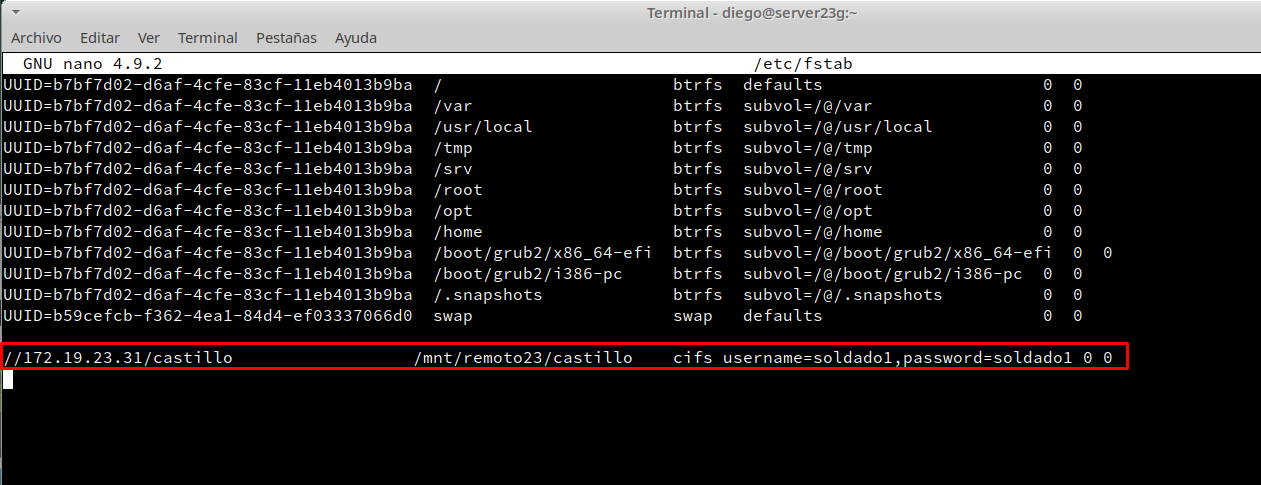 Terminal - diego@server23g:~
Archivo Editar Ver Terminal Pestañas Ayuda
GNU nano 4.9.2 /etc/fstab
UUID=b7bf7d02-d6af-4cfe-83cf-11eb4013b9ba / btrfs defaults 0 0
UUID=b7bf7d02-d6af-4cfe-83cf-11eb4013b9ba /var btrfs subvol=/@/var 0 0
UUID=b7bf7d02-d6af-4cfe-83cf-11eb4013b9ba /usr/local btrfs subvol=/@/usr/local 0 0
UUID=b7bf7d02-d6af-4cfe-83cf-11eb4013b9ba /tmp btrfs subvol=/@/tmp 0 0
UUID=b7bf7d02-d6af-4cfe-83cf-11eb4013b9ba /srv btrfs subvol=/@/srv 0 0
UUID=b7bf7d02-d6af-4cfe-83cf-11eb4013b9ba /root btrfs subvol=/@/root 0 0
UUID=b7bf7d02-d6af-4cfe-83cf-11eb4013b9ba /opt btrfs subvol=/@/opt 0 0
UUID=b7bf7d02-d6af-4cfe-83cf-11eb4013b9ba /home btrfs subvol=/@/home 0 0
UUID=b7bf7d02-d6af-4cfe-83cf-11eb4013b9ba /boot/grub2/x86_64-efi btrfs subvol=/@/boot/grub2/x86_64-efi 0 0
UUID=b7bf7d02-d6af-4cfe-83cf-11eb4013b9ba /boot/grub2/i386-pc btrfs subvol=/@/boot/grub2/i386-pc 0 0
UUID=b7bf7d02-d6af-4cfe-83cf-11eb4013b9ba /.snapshots btrfs subvol=/@/.snapshots 0 0
UUID=b59cefcb-f362-4ea1-84d4-ef03337066d0 swap swap defaults 0 0
//172.19.23.31/castillo /mnt/remoto23/castillo cifs username=soldado1,password=soldado1 0 0